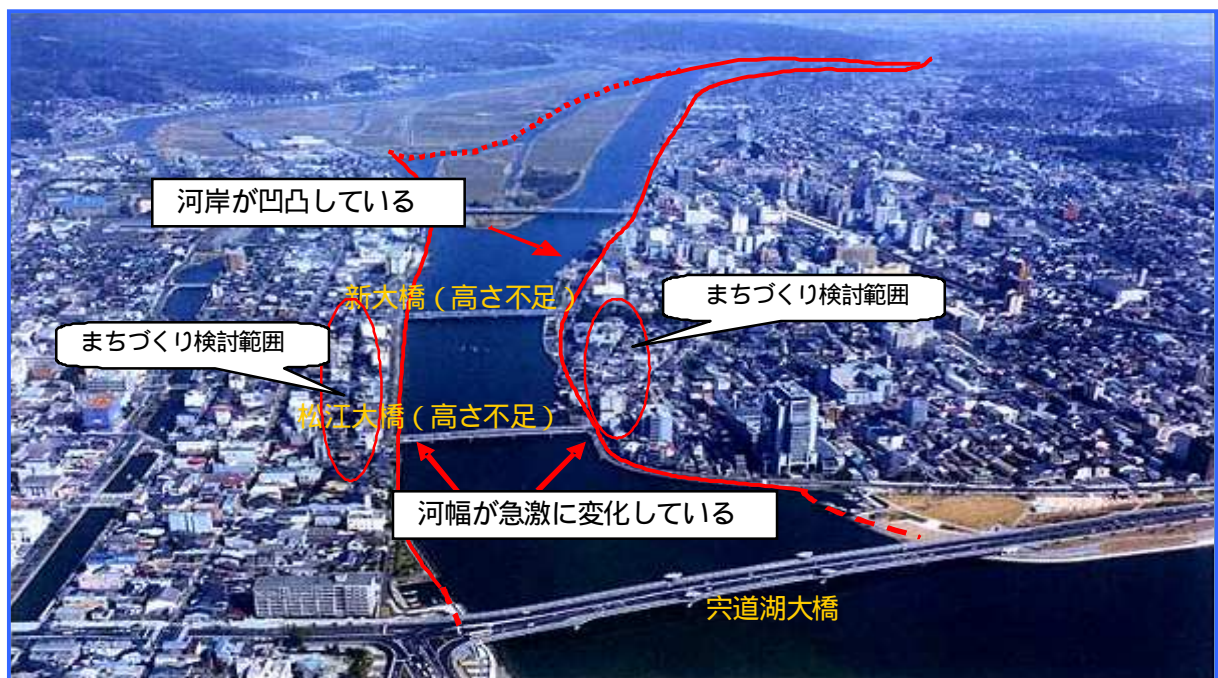 河岸が凹凸している
新大橋（高さ不足）
まちづくり検討範囲
まちづくり検討範囲
松江大橋（高さ不足）
河幅が急激に変化している
宍道湖大橋